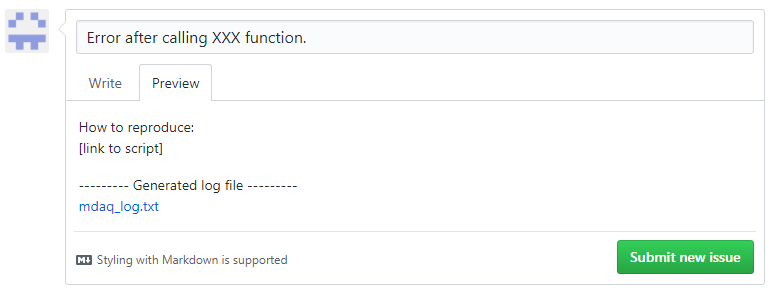 Error after calling XXX function.
Write Preview
How to reproduce:
[link to script]
--------- Generated log file ---------
mdaq_log.txt
Styling with Markdown is supported
Submit new issue